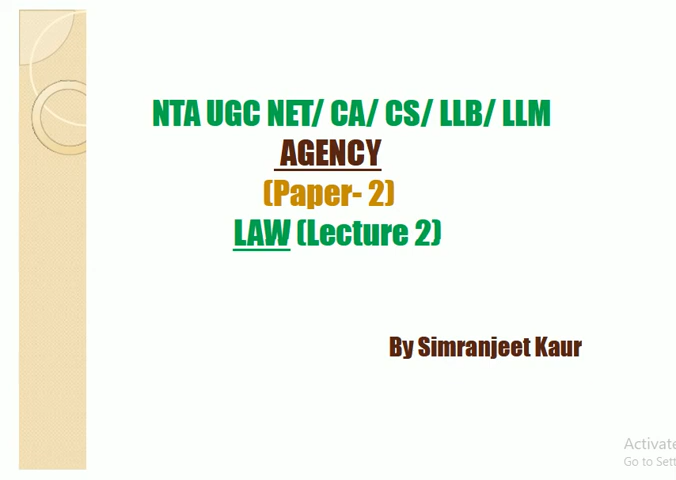 NTA UGC NET/ CA/ CS/ LLB/ LLM
AGENCY
(Paper- 2)
LAW (Lecture 2)
By Simranjeet Kaur
Activate
Go to Sett